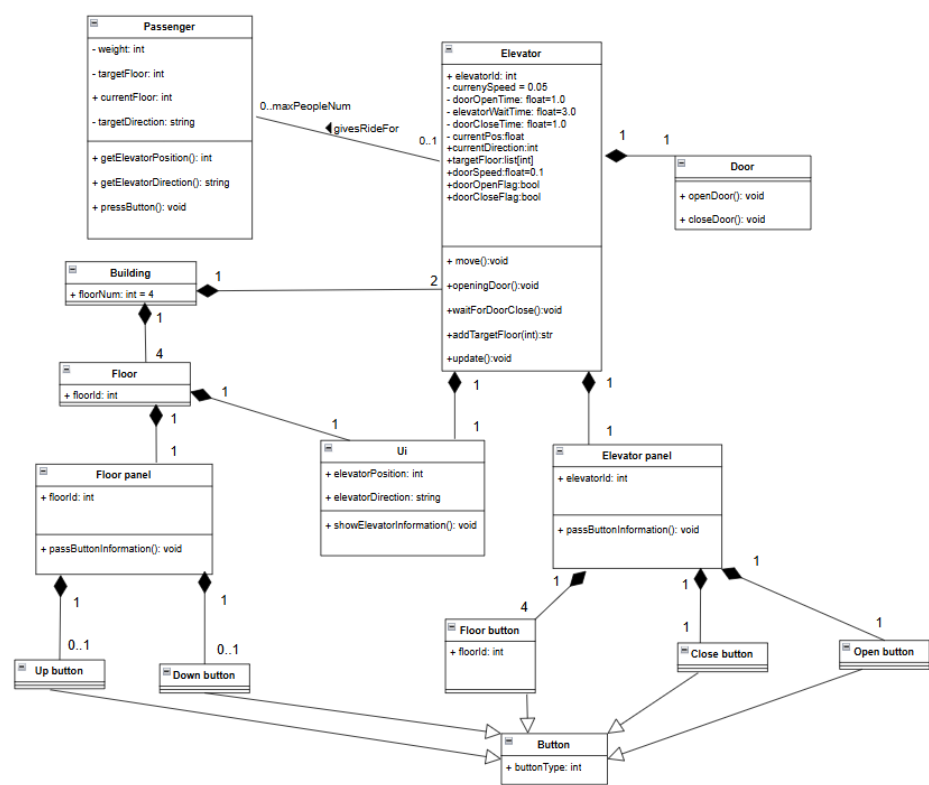 Passenger
- weight: int
- targetFloor: int
+ currentFloor: int
- targetDirection: string
+ getElevatorPosition(): int
+ getElevatorDirection(): string
+ pressButton(): void
0..maxPeopleNum
givesRideFor
0..1
Elevator
+ elevatorId: int
- currenySpeed = 0.05
- doorOpenTime: float=1.0
- elevatorWaitTime: float=3.0
- doorCloseTime: float=1.0
- currentPos:float
+currentDirection:int
+targetFloor:list[int]
+doorSpeed:float=0.1
+doorOpenFlag:bool
+doorCloseFlag:bool
+ move():void
+openingDoor():void
+waitForDoorClose():void
+addTargetFloor(int):str
+update():void
1
1
Door
+ openDoor(): void
+ closeDoor(): void
Building
+ floorNum: int = 4
1
2
1
4
Floor
+ floorId: int
1
1
1
1
1
1
1
1
Floor panel
+ floorId: int
+ passButtonInformation(): void
Ui
+ elevatorPosition: int
+ elevatorDirection: string
+ showElevatorInformation(): void
Elevator panel
+ elevatorId: int
+ passButtonInformation(): void
1
1
1
1
1
0..1
0..1
4
1
1
Up button
Down button
Floor button
+ floorId: int
Close button
Open button
Button
+ buttonType: int